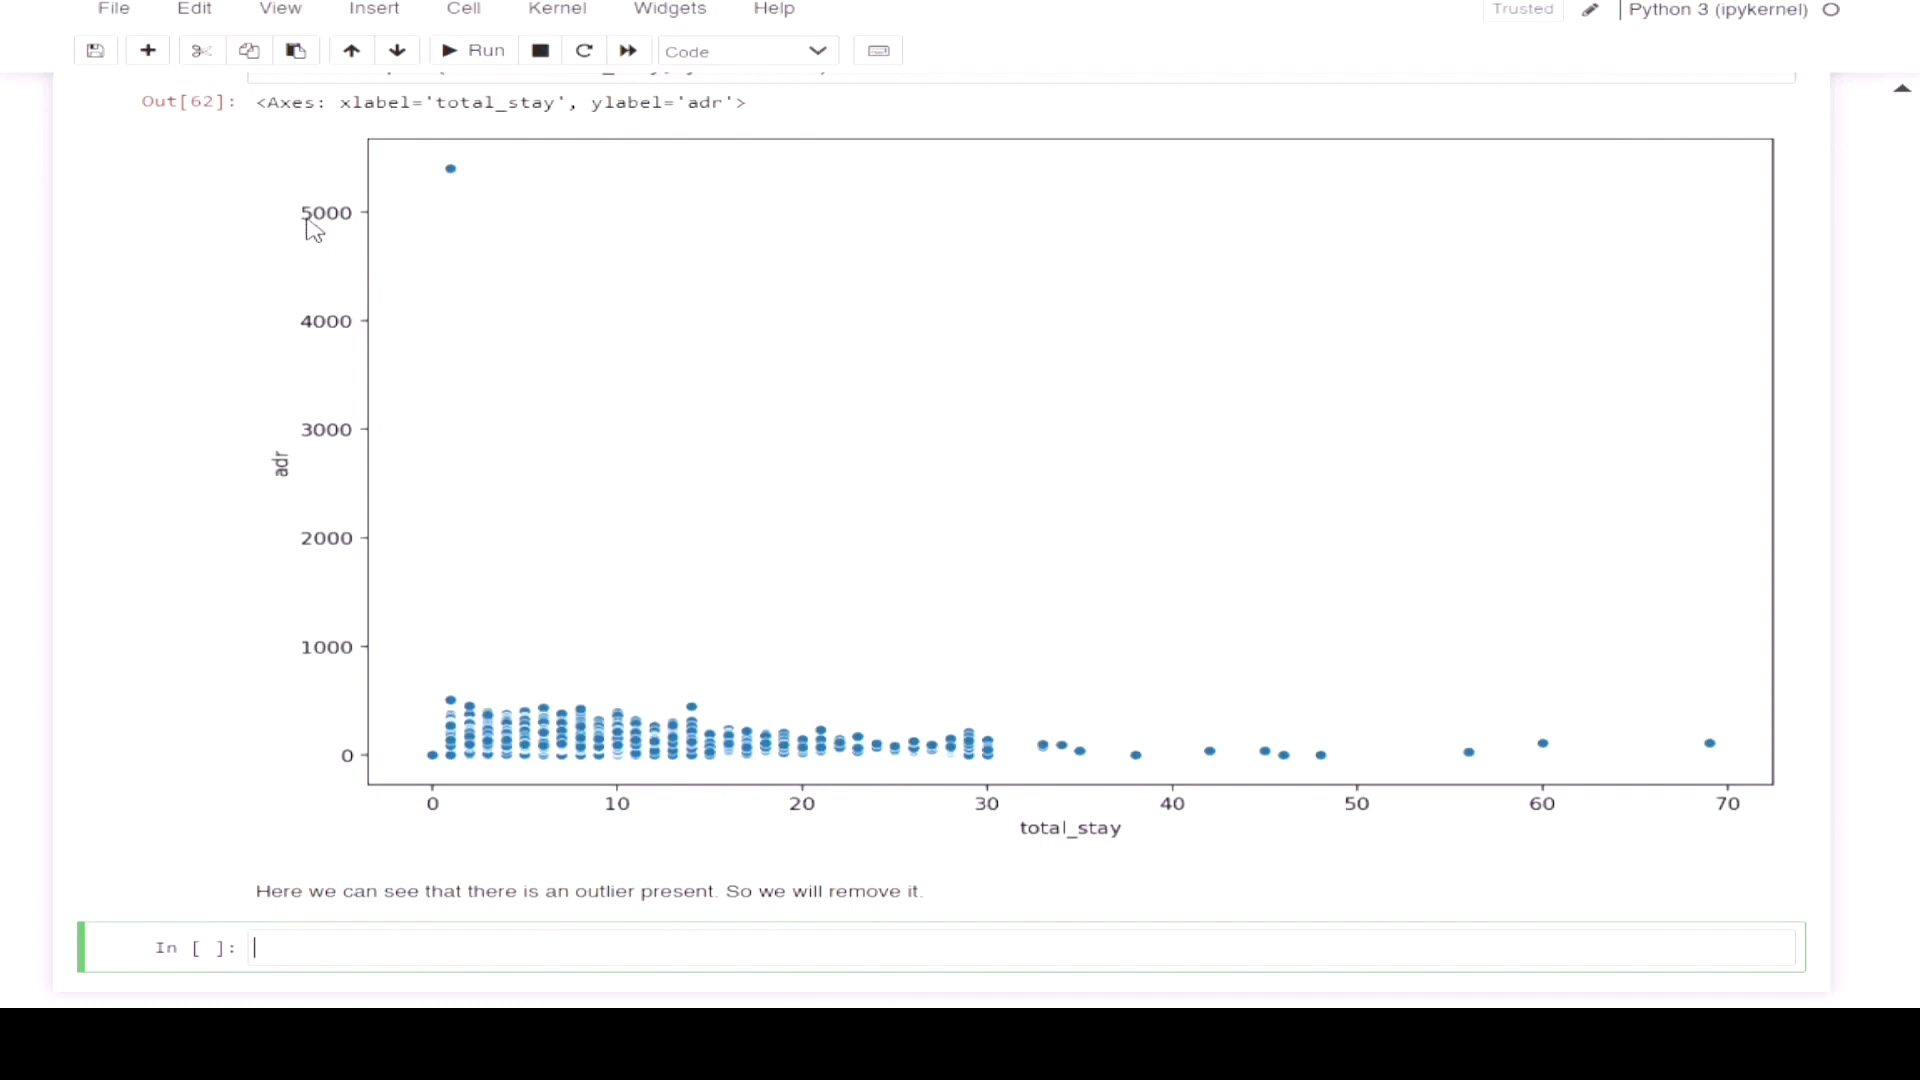 File Edit View Insert Cell Kernel Widgets Help Trusted Python 3 (ipykernel)
Run Code
Out[62]: <Axes: xlabel='total_stay', ylabel='adr'>
5000
4000
3000
adr
2000
1000
0
0 10 20 30 40 50 60 70
total_stay
Here we can see that there is an outlier present. So we will remove it.
In [ ]: